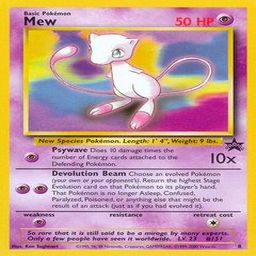 Basic Pokémon
Mew 50 HP
New Species Pokémon. Length: 1' 4", Weight: 9 lbs.
Psywave Does 10 damage times the
number of Energy cards attached to the
Defending Pokémon.
10x
Devolution Beam Choose an evolved Pokémon
(your own or your opponent's). Return the highest Stage
Evolution card on that Pokémon to its player's hand.
That Pokémon is no longer Asleep, Confused,
Paralyzed, Poisoned, or anything else that might be the
result of an attack (just as if you had evolved it).
weakness resistance retreat cost
So rare that it is still said to be a mirage by many experts.
Only a few people have seen it worldwide. LV. 23 #151
Illus. Ken Sugimori
8